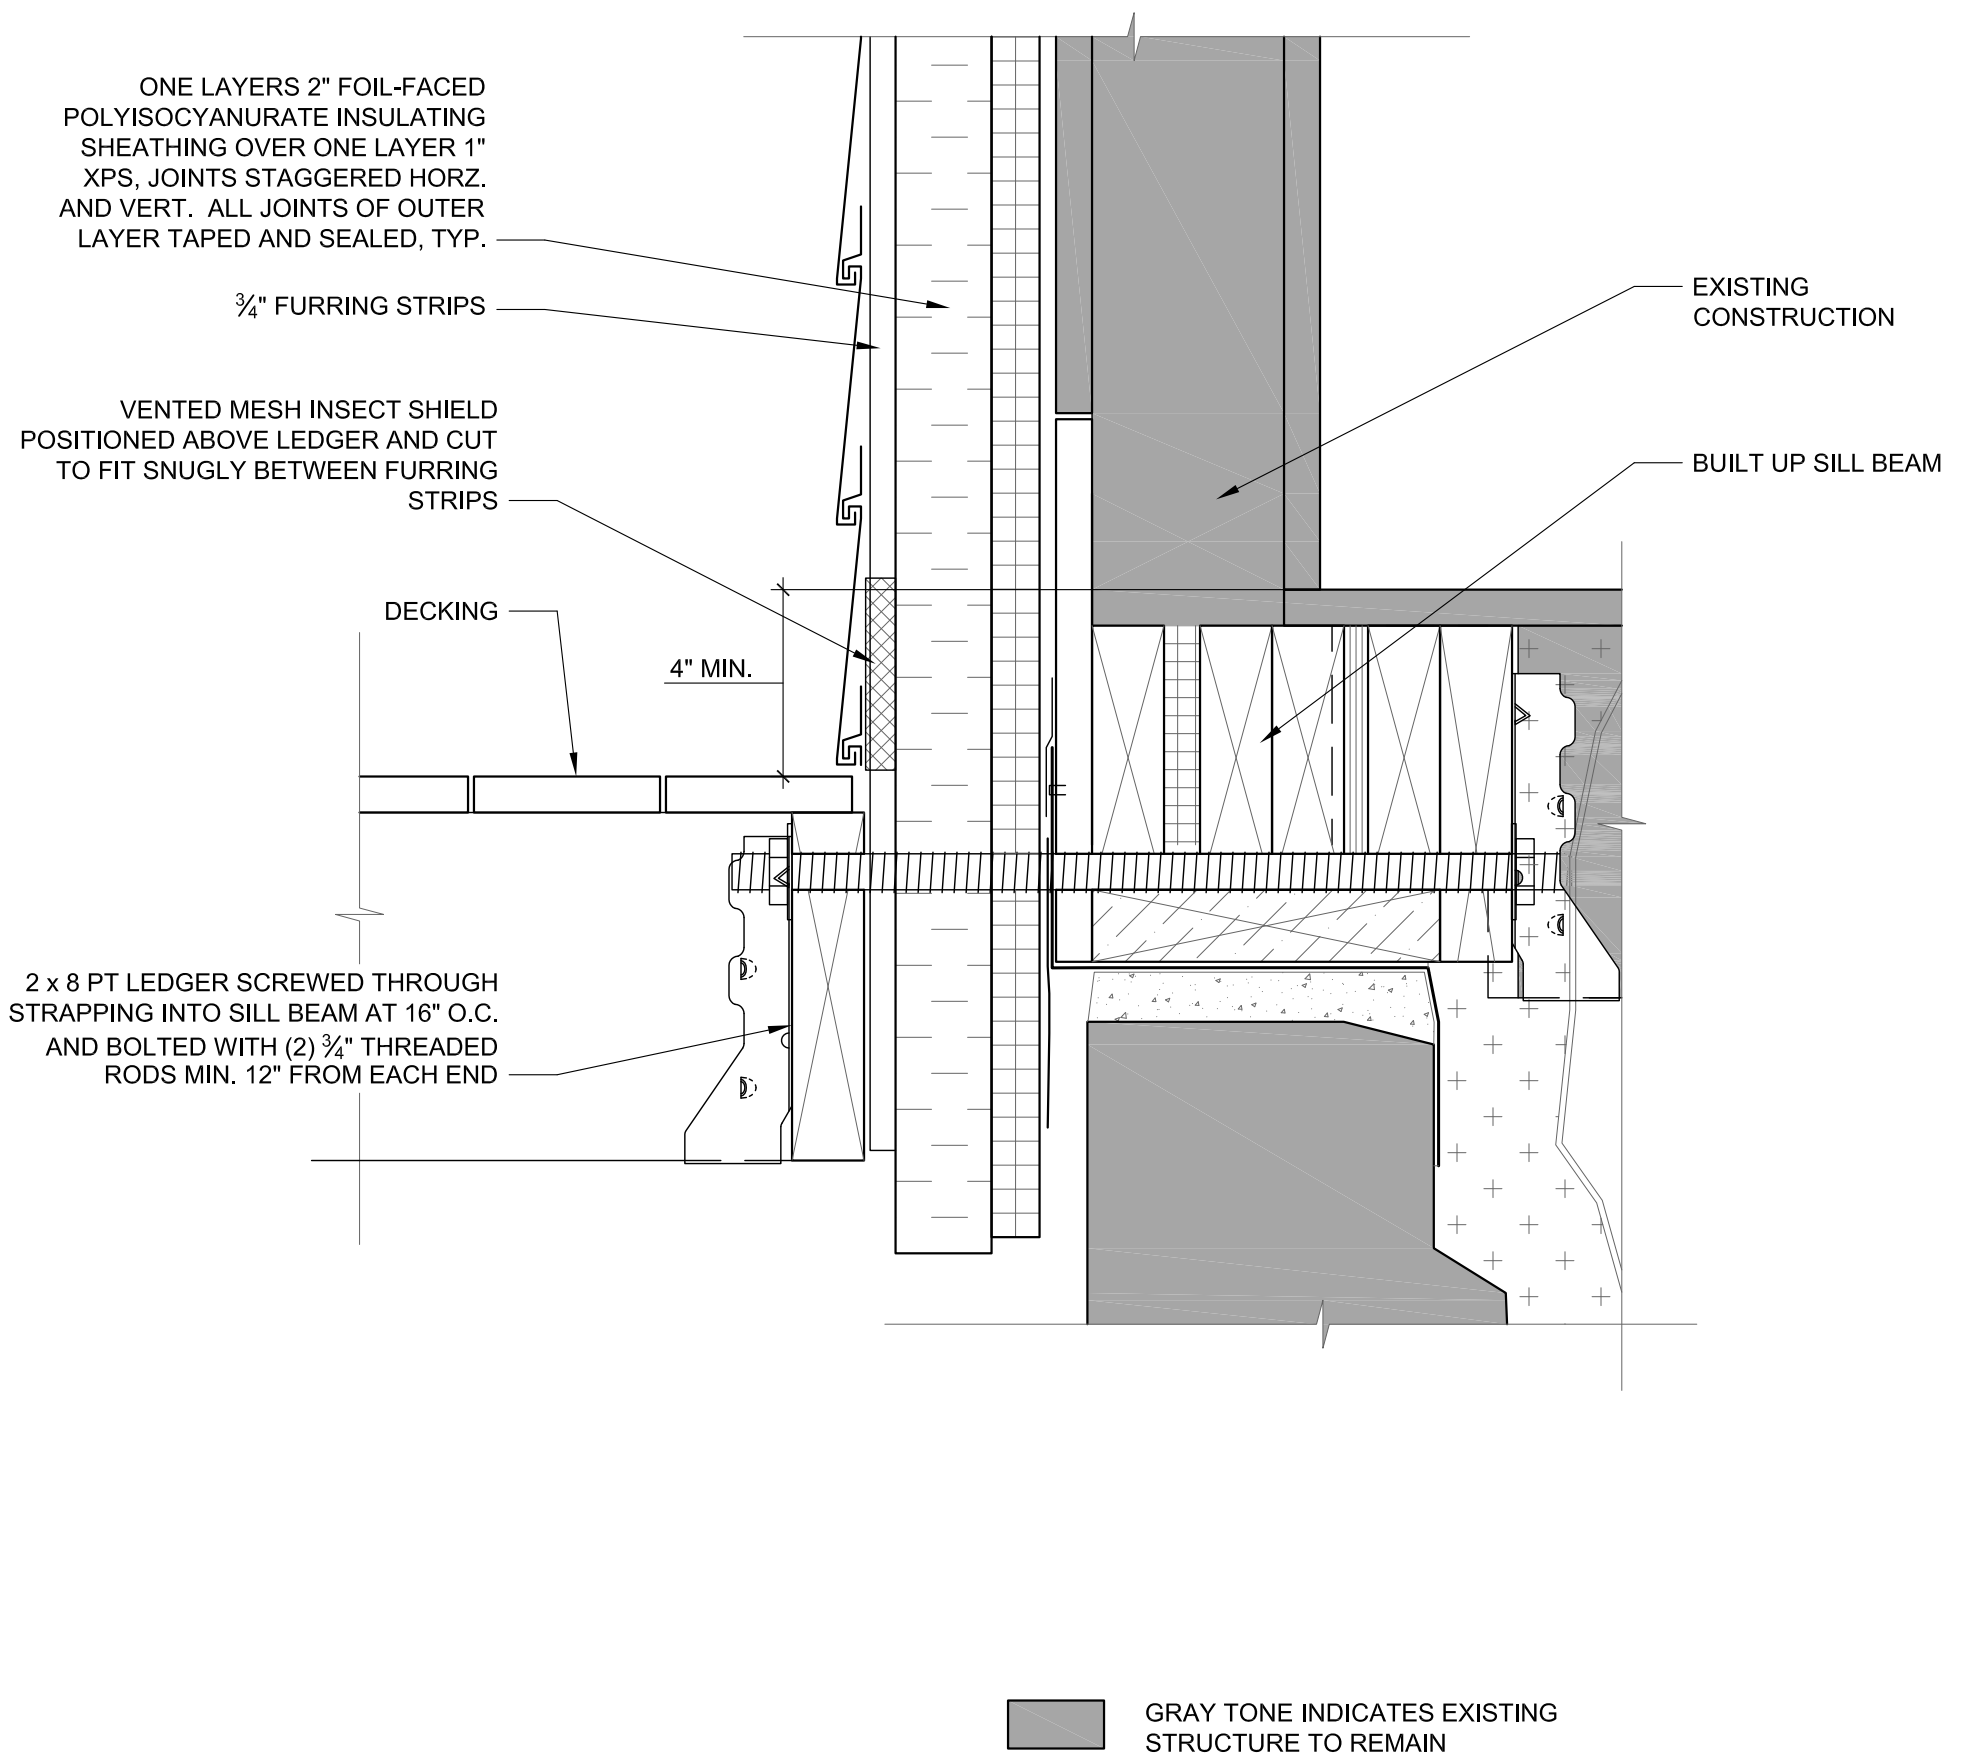 ONE LAYERS 2" FOIL-FACED
POLYISOCYANURATE INSULATING
SHEATHING OVER ONE LAYER 1"
XPS, JOINTS STAGGERED HORZ.
AND VERT.  ALL JOINTS OF OUTER
LAYER TAPED AND SEALED, TYP.
¾" FURRING STRIPS
VENTED MESH INSECT SHIELD
POSITIONED ABOVE LEDGER AND CUT
TO FIT SNUGLY BETWEEN FURRING
STRIPS
DECKING
4" MIN.
2 x 8 PT LEDGER SCREWED THROUGH
STRAPPING INTO SILL BEAM AT 16" O.C.
AND BOLTED WITH (2) ¾" THREADED
RODS MIN. 12" FROM EACH END
EXISTING
CONSTRUCTION
BUILT UP SILL BEAM
GRAY TONE INDICATES EXISTING
STRUCTURE TO REMAIN